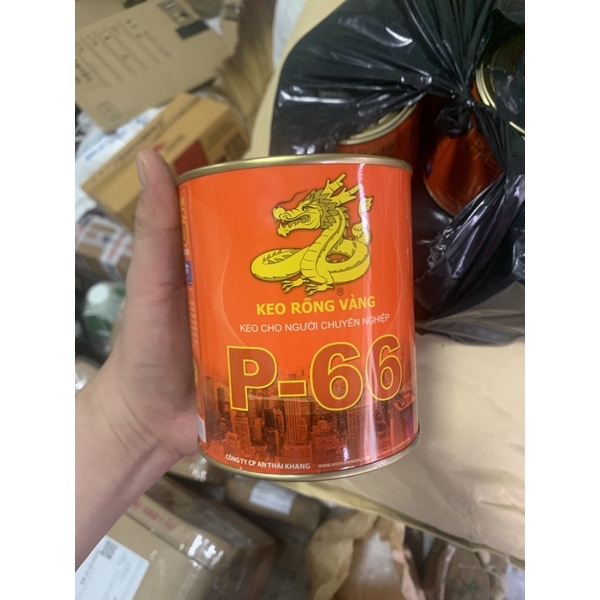 ®
KEO RỒNG VÀNG
KEO CHO NGƯỜI CHUYÊN NGHIỆP
P-66
CÔNG TY CP AN THÁI KHANG